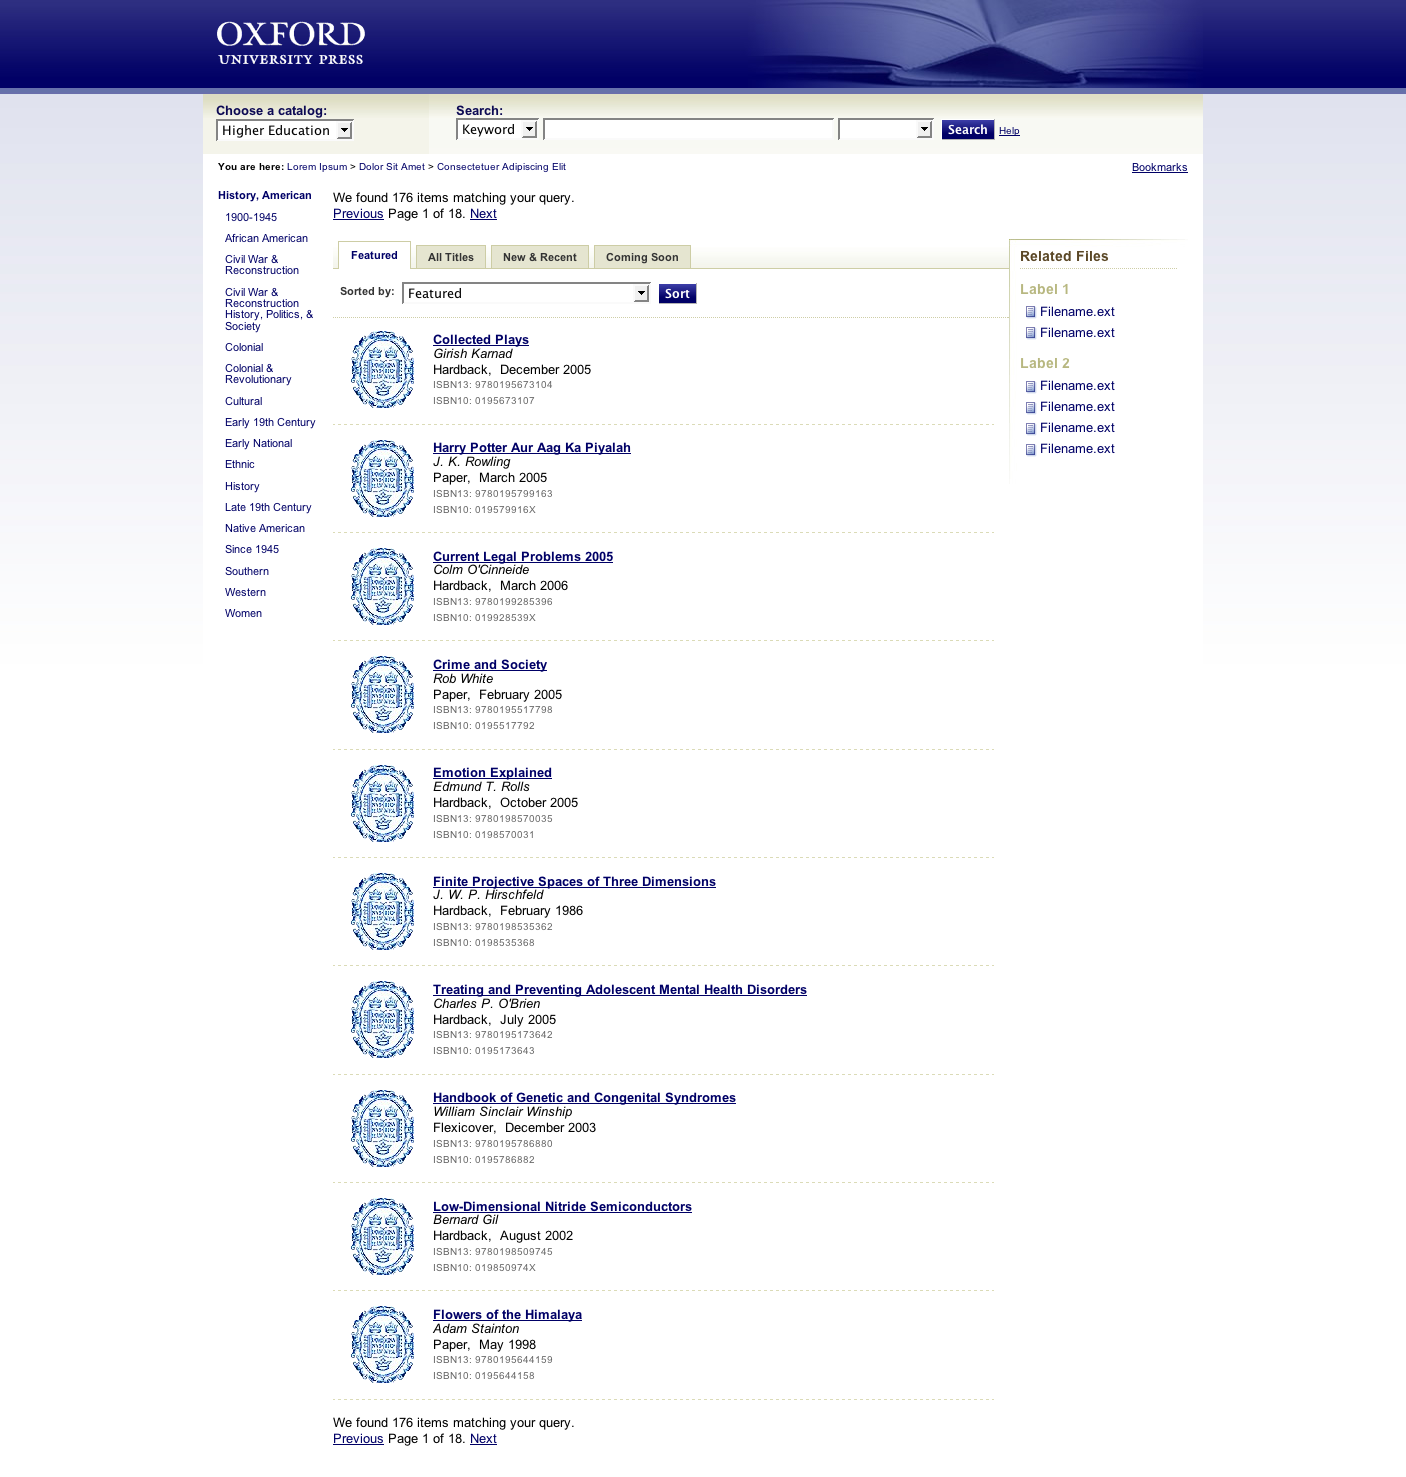 OXFORD
UNIVERSITY PRESS
Choose a catalog:
Higher Education
Search:
Keyword
Search
Help
You are here: Lorem Ipsum > Dolor Sit Amet > Consectetuer Adipiscing Elit
Bookmarks
History, American
1900-1945
African American
Civil War &
Reconstruction
Civil War &
Reconstruction
History, Politics, &
Society
Colonial
Colonial &
Revolutionary
Cultural
Early 19th Century
Early National
Ethnic
History
Late 19th Century
Native American
Since 1945
Southern
Western
Women
We found 176 items matching your query.
Previous Page 1 of 18. Next
Featured
All Titles
New & Recent
Coming Soon
Sorted by:
Featured
Sort
Collected Plays
Girish Karnad
Hardback, December 2005
ISBN13: 9780195673104
ISBN10: 0195673107
Harry Potter Aur Aag Ka Piyalah
J. K. Rowling
Paper, March 2005
ISBN13: 9780195799163
ISBN10: 019579916X
Current Legal Problems 2005
Colm O'Cinneide
Hardback, March 2006
ISBN13: 9780199285396
ISBN10: 019928539X
Crime and Society
Rob White
Paper, February 2005
ISBN13: 9780195517798
ISBN10: 0195517792
Emotion Explained
Edmund T. Rolls
Hardback, October 2005
ISBN13: 9780198570035
ISBN10: 0198570031
Finite Projective Spaces of Three Dimensions
J. W. P. Hirschfeld
Hardback, February 1986
ISBN13: 9780198535362
ISBN10: 0198535368
Treating and Preventing Adolescent Mental Health Disorders
Charles P. O'Brien
Hardback, July 2005
ISBN13: 9780195173642
ISBN10: 0195173643
Handbook of Genetic and Congenital Syndromes
William Sinclair Winship
Flexicover, December 2003
ISBN13: 9780195786880
ISBN10: 0195786882
Low-Dimensional Nitride Semiconductors
Bernard Gil
Hardback, August 2002
ISBN13: 9780198509745
ISBN10: 019850974X
Flowers of the Himalaya
Adam Stainton
Paper, May 1998
ISBN13: 9780195644159
ISBN10: 0195644158
We found 176 items matching your query.
Previous Page 1 of 18. Next
Related Files
Label 1
Filename.ext
Filename.ext
Label 2
Filename.ext
Filename.ext
Filename.ext
Filename.ext